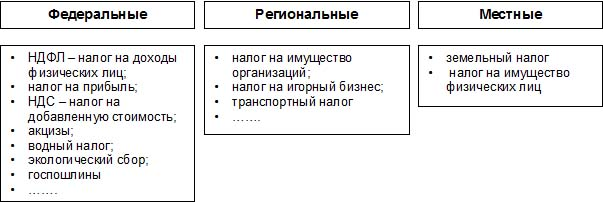 Федеральные
• НДФЛ – налог на доходы
физических лиц;
• налог на прибыль;
• НДС – налог на
добавленную стоимость;
• акцизы;
• водный налог;
• экологический сбор;
• госпошлины
• …….
Региональные
• налог на имущество
организаций;
• налог на игорный бизнес;
• транспортный налог
• …….
Местные
• земельный налог
• налог на имущество
физических лиц